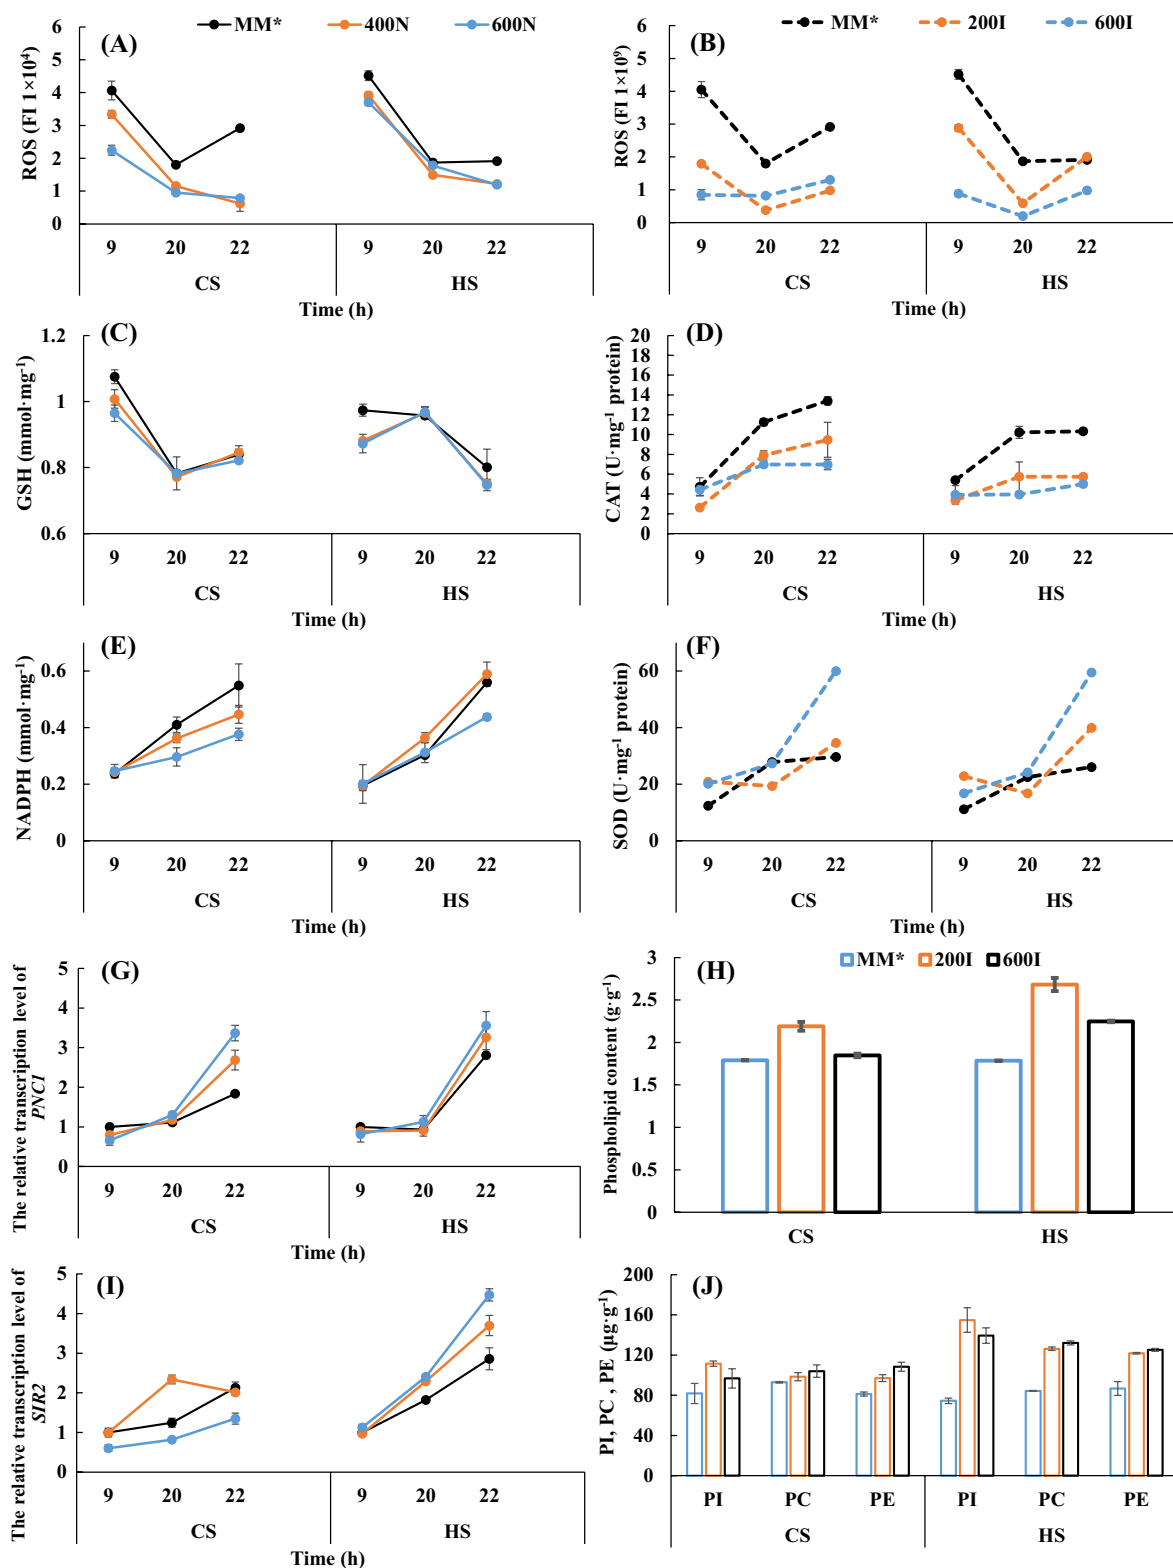 (A)
MM*
400N
600N
ROS (FI 1×10⁴)
6
5
4
3
2
1
0
9
20
22
9
20
22
CS
HS
Time (h)
(B)
MM*
200I
600I
ROS (FI 1×10⁹)
6
5
4
3
2
1
0
9
20
22
9
20
22
CS
HS
Time (h)
(C)
GSH (mmol·mg⁻¹)
1.2
1
0.8
0.6
9
20
22
9
20
22
CS
HS
Time (h)
(D)
CAT (U·mg⁻¹ protein)
20
18
16
14
12
10
8
6
4
2
0
9
20
22
9
20
22
CS
HS
Time (h)
(E)
NADPH (mmol·mg⁻¹)
0.6
0.4
0.2
0
9
20
22
9
20
22
CS
HS
Time (h)
(F)
SOD (U·mg⁻¹ protein)
60
40
20
0
9
20
22
9
20
22
CS
HS
Time (h)
(G)
The relative transcription level of
PNC1
5
4
3
2
1
0
9
20
22
9
20
22
CS
HS
Time (h)
(H)
MM*
200I
600I
Phospholipid content (g·g⁻¹)
3
2.5
2
1.5
1
0.5
0
CS
HS
(I)
The relative transcription level of
SIR2
5
4
3
2
1
0
9
20
22
9
20
22
CS
HS
Time (h)
(J)
PI, PC , PE (μg·g⁻¹)
200
160
120
80
40
0
PI
PC
PE
PI
PC
PE
CS
HS